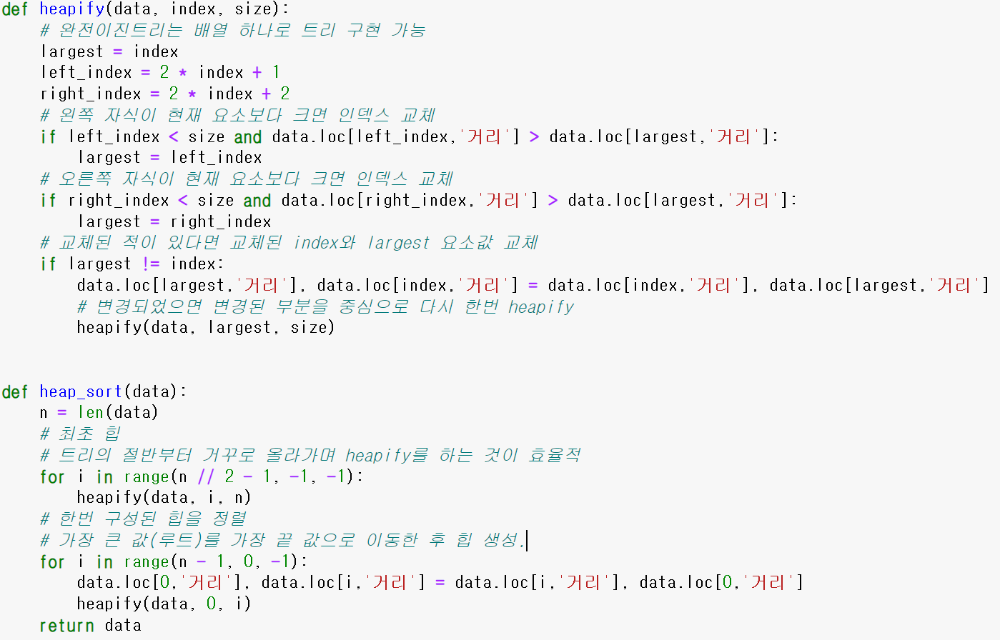 def heapify(data, index, size):
    # 완전이진트리는 배열 하나로 트리 구현 가능
    largest = index
    left_index = 2 * index + 1
    right_index = 2 * index + 2
    # 왼쪽 자식이 현재 요소보다 크면 인덱스 교체
    if left_index < size and data.loc[left_index,'거리'] > data.loc[largest,'거리']:
        largest = left_index
    # 오른쪽 자식이 현재 요소보다 크면 인덱스 교체
    if right_index < size and data.loc[right_index,'거리'] > data.loc[largest,'거리']:
        largest = right_index
    # 교체된 적이 있다면 교체된 index와 largest 요소값 교체
    if largest != index:
        data.loc[largest,'거리'], data.loc[index,'거리'] = data.loc[index,'거리'], data.loc[largest,'거리']
        # 변경되었으면 변경된 부분을 중심으로 다시 한번 heapify
        heapify(data, largest, size)
def heap_sort(data):
    n = len(data)
    # 최초 힙
    # 트리의 절반부터 거꾸로 올라가며 heapify를 하는 것이 효율적
    for i in range(n // 2 - 1, -1, -1):
        heapify(data, i, n)
    # 한번 구성된 힙을 정렬
    # 가장 큰 값(루트)를 가장 끝 값으로 이동한 후 힙 생성.
    for i in range(n - 1, 0, -1):
        data.loc[0,'거리'], data.loc[i,'거리'] = data.loc[i,'거리'], data.loc[0,'거리']
        heapify(data, 0, i)
    return data